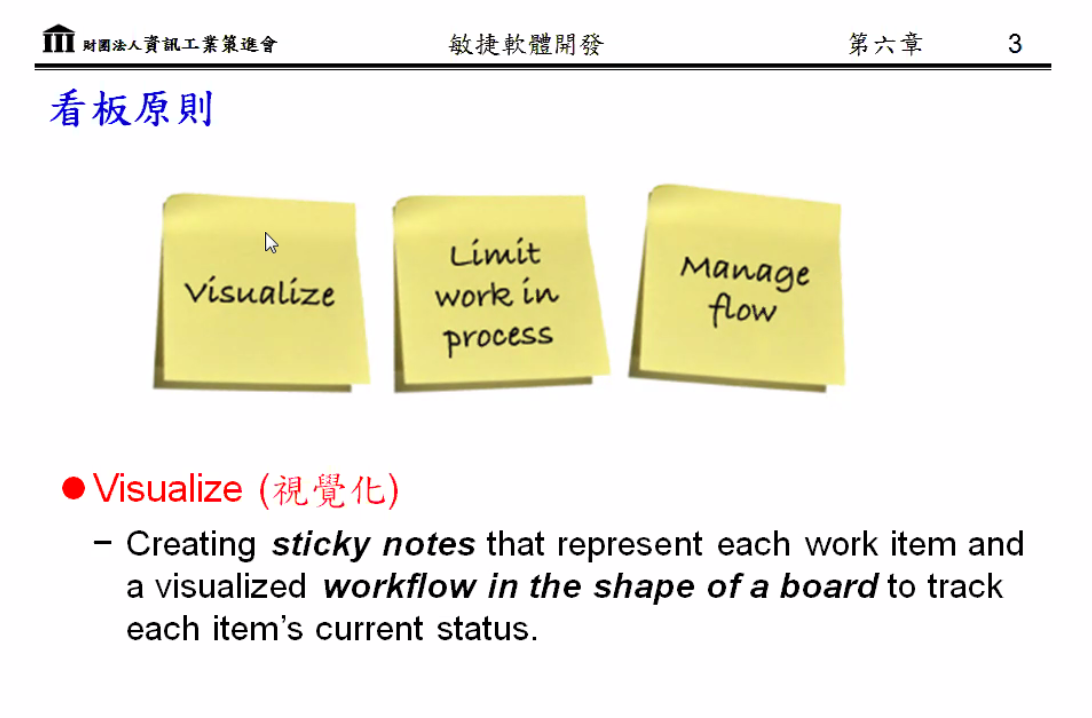 財團法人資訊工業策進會 敏捷軟體開發 第六章 3
看板原則
Visualize
Limit
work in
process
Manage
flow
●Visualize (視覺化)
– Creating sticky notes that represent each work item and
a visualized workflow in the shape of a board to track
each item's current status.